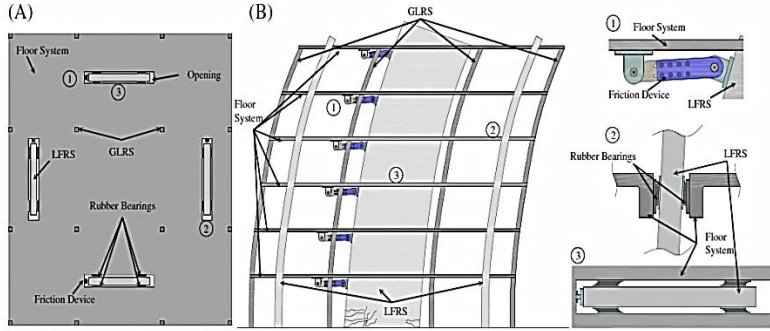 (A)
Floor System
1
3
Opening
GLRS
LFRS
Rubber Bearings
2
Friction Device
(B)
GLRS
Floor
System
1
2
3
LFRS
1
Floor System
Friction Device
LFRS
2
Rubber Bearings
LFRS
Floor
System
3